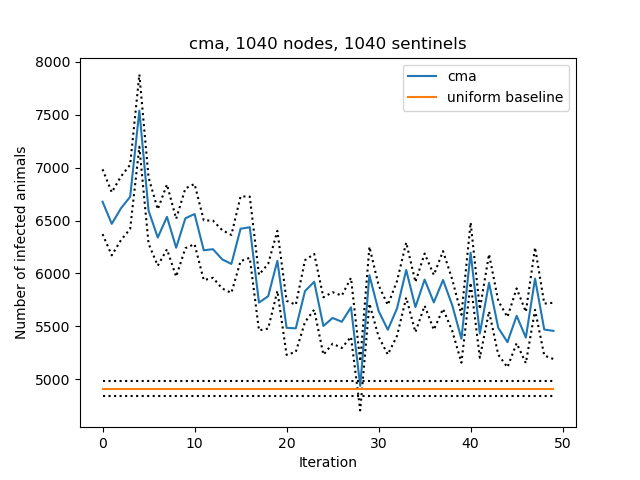 cma, 1040 nodes, 1040 sentinels
cma
uniform baseline
Number of infected animals
8000
7500
7000
6500
6000
5500
5000
0 10 20 30 40 50
Iteration